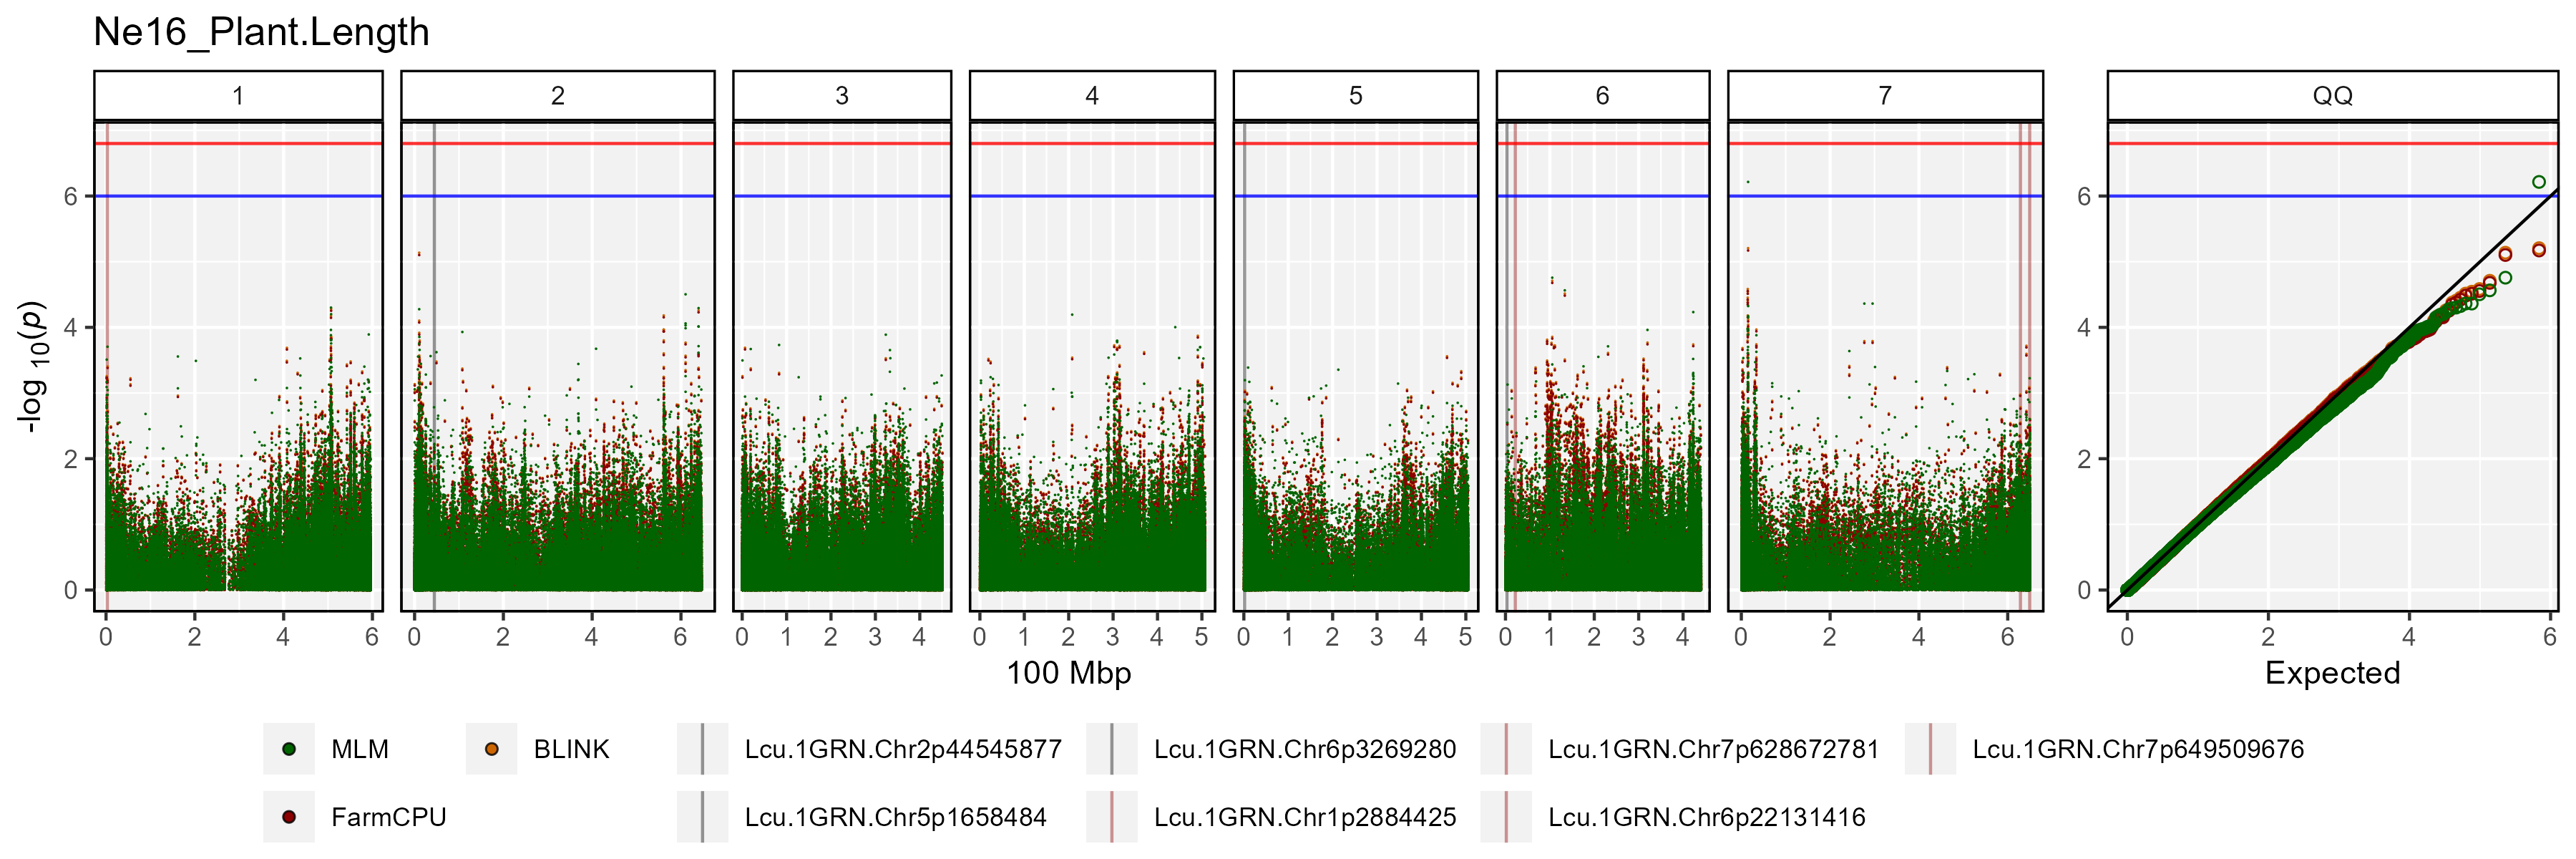 Ne16_Plant.Length
1 2 3 4 5 6 7 QQ
-log 10(p)
6
4
2
0
6
4
2
0
0 2 4 6 0 2 4 6 0 1 2 3 4 0 1 2 3 4 5 0 1 2 3 4 5 0 1 2 3 4 0 2 4 6 0 2 4 6
100 Mbp Expected
MLM BLINK Lcu.1GRN.Chr2p44545877 Lcu.1GRN.Chr6p3269280 Lcu.1GRN.Chr7p628672781 Lcu.1GRN.Chr7p649509676
FarmCPU Lcu.1GRN.Chr5p1658484 Lcu.1GRN.Chr1p2884425 Lcu.1GRN.Chr6p22131416